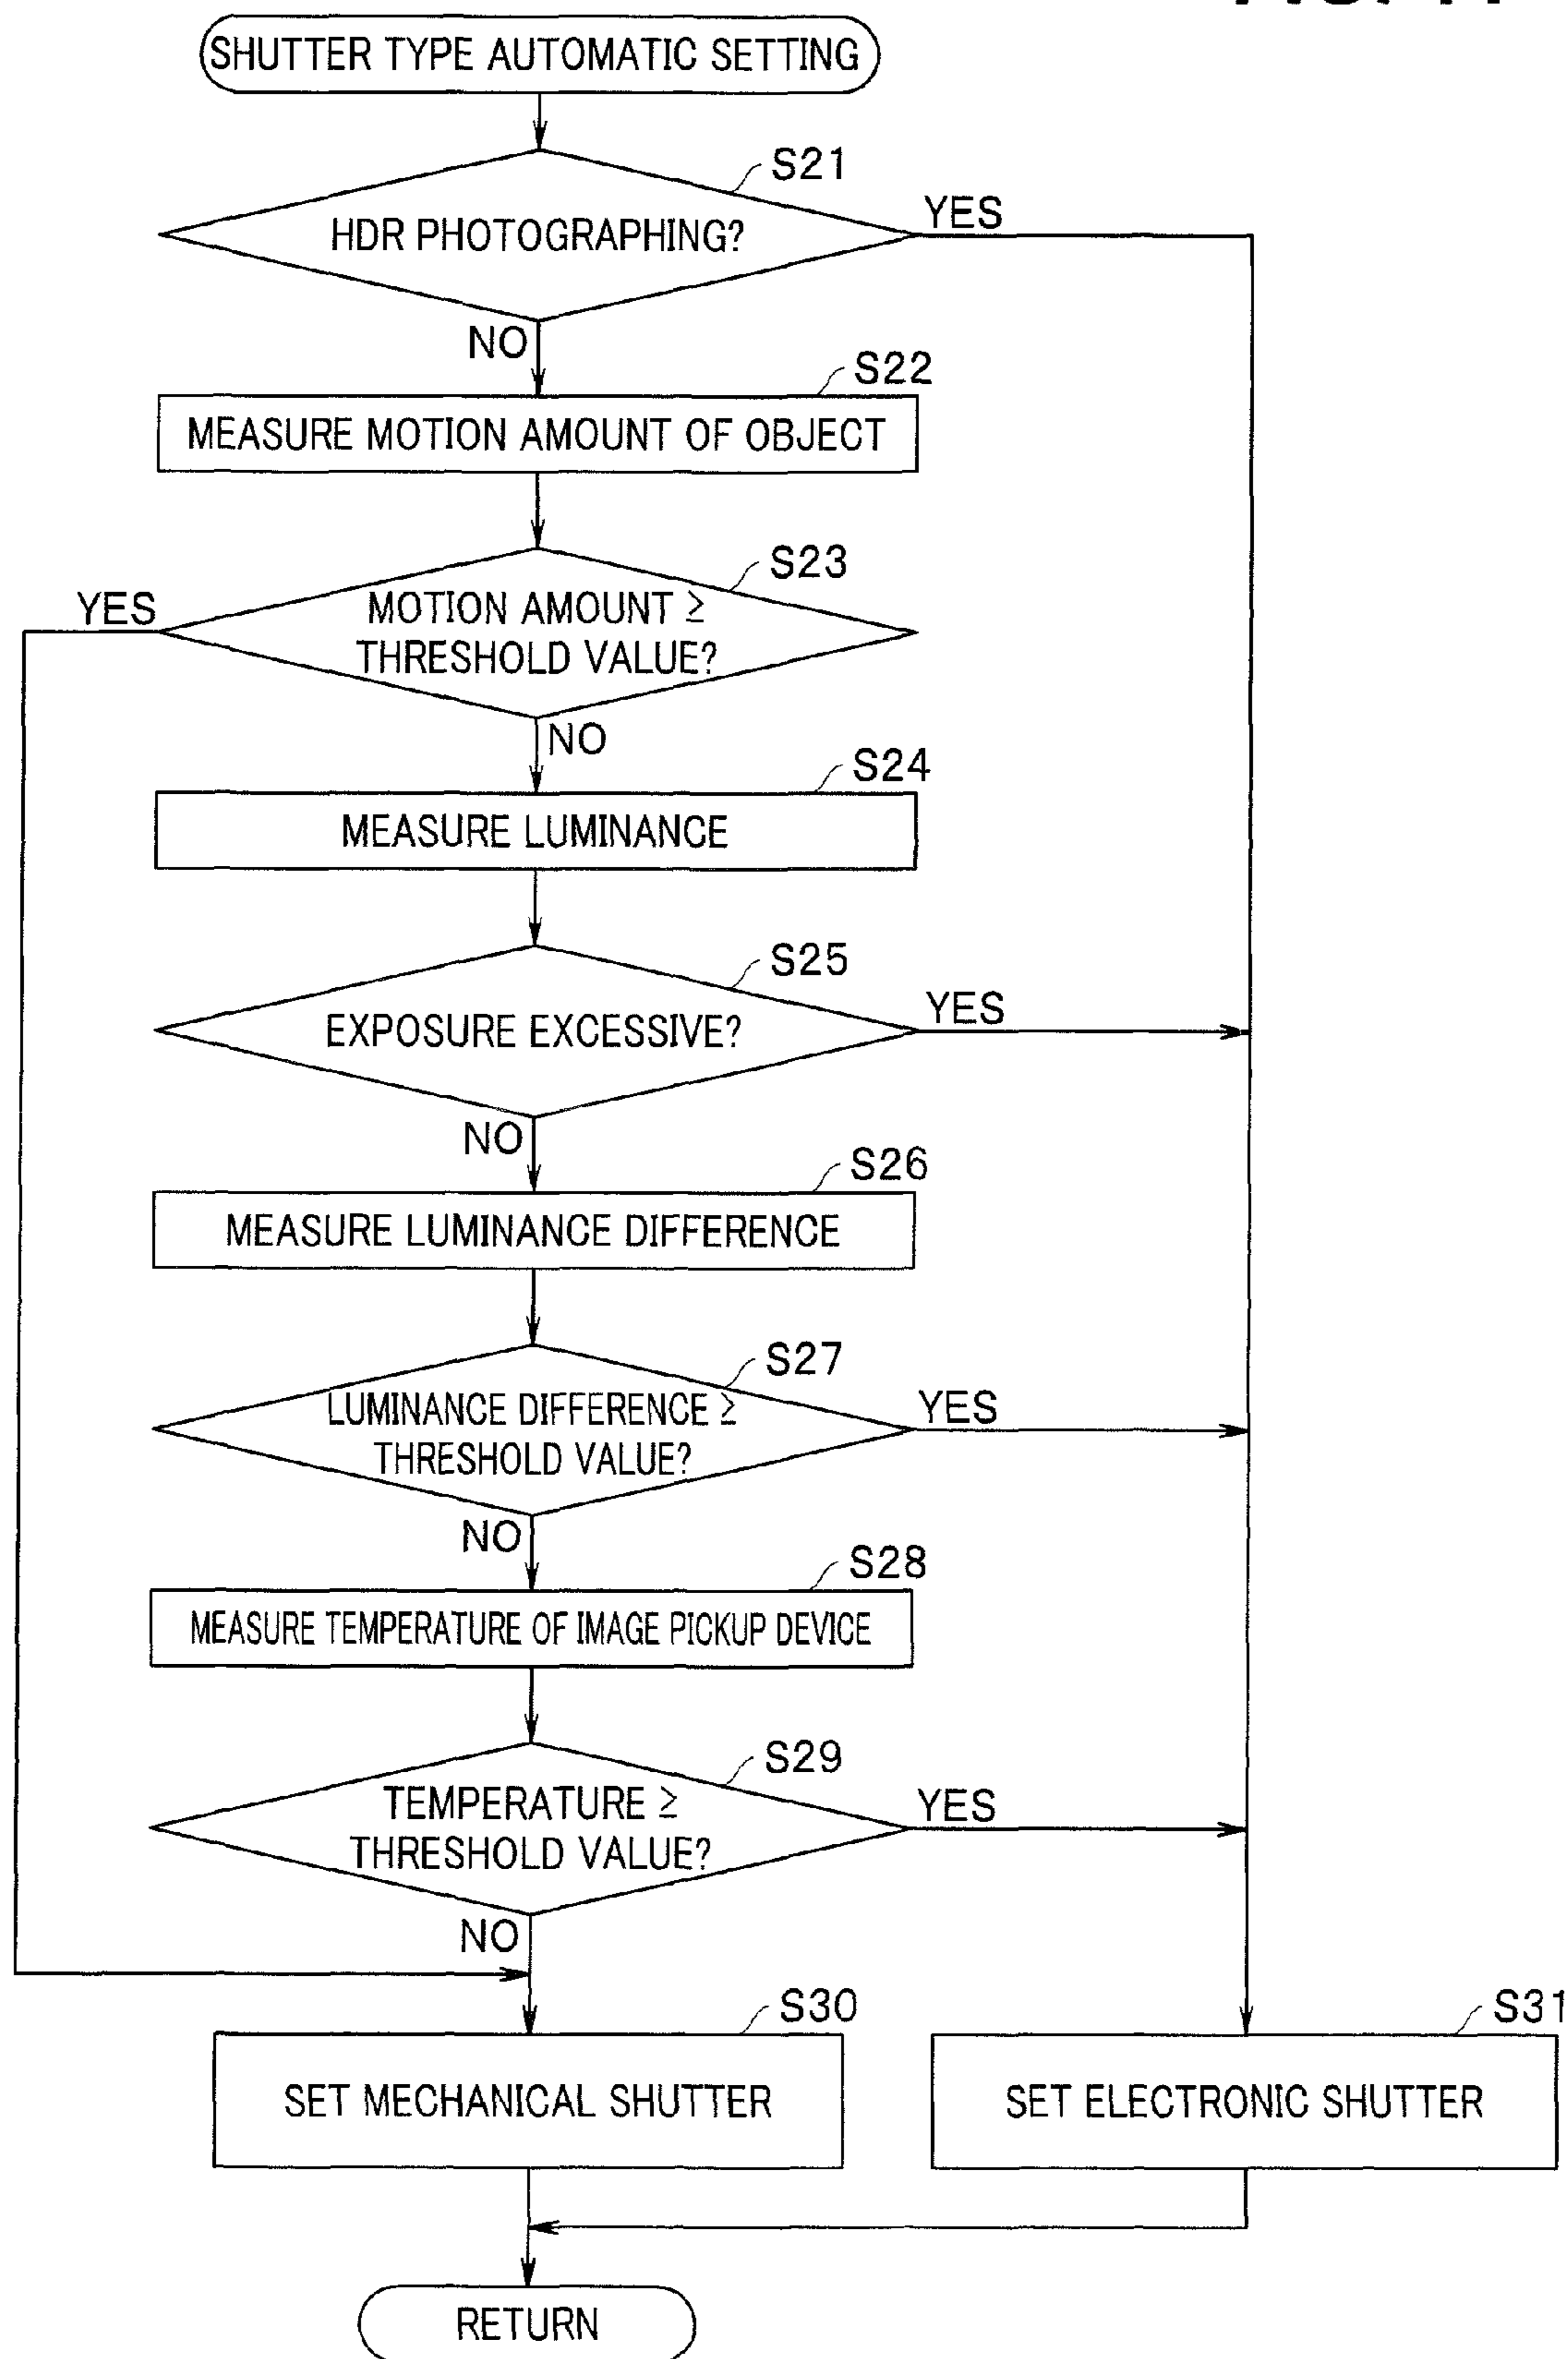 SHUTTER TYPE AUTOMATIC SETTING
S21
HDR PHOTOGRAPHING?
YES
NO
S22
MEASURE MOTION AMOUNT OF OBJECT
S23
YES
MOTION AMOUNT ≥
THRESHOLD VALUE?
NO
S24
MEASURE LUMINANCE
S25
EXPOSURE EXCESSIVE?
YES
NO
S26
MEASURE LUMINANCE DIFFERENCE
S27
LUMINANCE DIFFERENCE ≥
THRESHOLD VALUE?
YES
NO
S28
MEASURE TEMPERATURE OF IMAGE PICKUP DEVICE
S29
TEMPERATURE ≥
THRESHOLD VALUE?
YES
NO
S30
SET MECHANICAL SHUTTER
S31
SET ELECTRONIC SHUTTER
RETURN